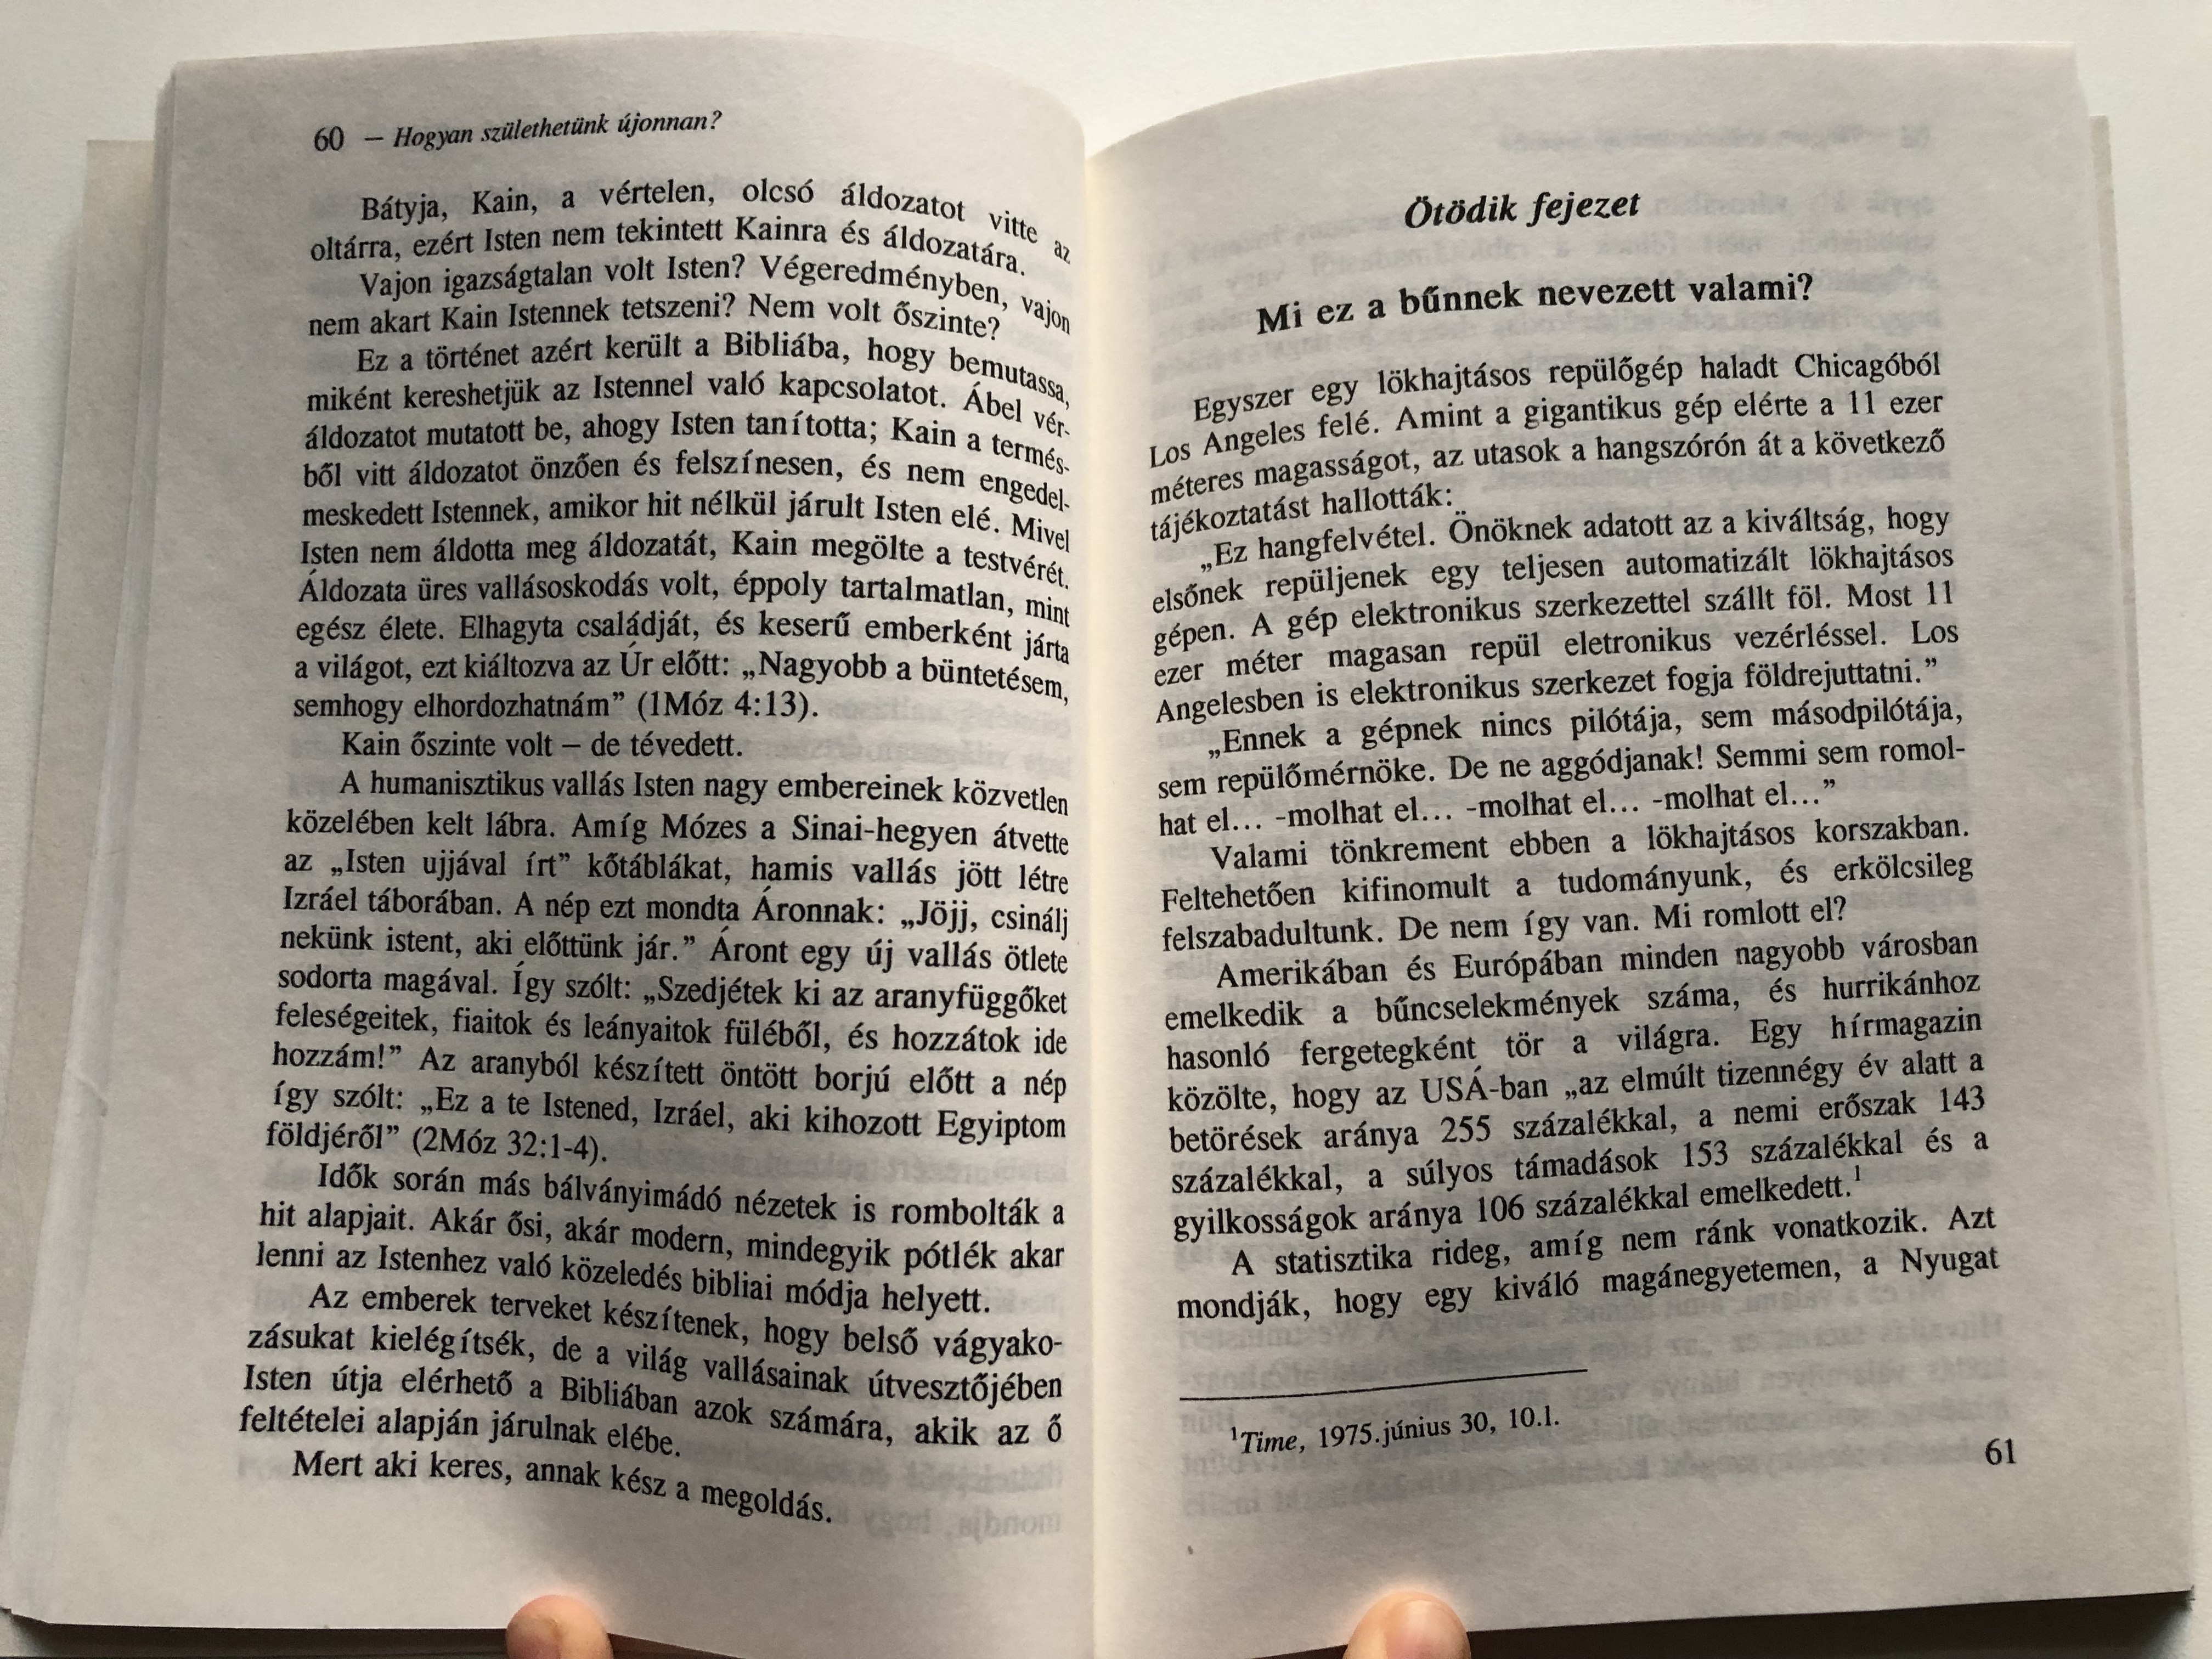 60 – Hogyan születhetünk újonnan?
Bátyja, Kain, a vértelen, olcsó áldozatot vitte az
oltárra, ezért Isten nem tekintett Kainra és áldozatára.
Vajon igazságtalan volt Isten? Végeredményben, vajon
nem akart Kain Istennek tetszeni? Nem volt őszinte?
Ez a történet azért került a Bibliába, hogy bemutassa,
miként kereshetjük az Istennel való kapcsolatot. Ábel vér-
áldozatot mutatott be, ahogy Isten tanította; Kain a termés-
ből vitt áldozatot önzően és felszínesen, és nem engedel-
meskedett Istennek, amikor hit nélkül járult Isten elé. Mivel
Isten nem áldotta meg áldozatát, Kain megölte a testvérét.
Áldozata üres vallásoskodás volt, éppoly tartalmatlan, mint
egész élete. Elhagyta családját, és keserű emberként járta
a világot, ezt kiáltozva az Úr előtt: „Nagyobb a büntetésem,
semhogy elhordozhatnám” (1Móz 4:13).
Kain őszinte volt – de tévedett.
A humanisztikus vallás Isten nagy embereinek közvetlen
közelében kelt lábra. Amíg Mózes a Sinai-hegyen átvette
az „Isten ujjával írt” kőtáblákat, hamis vallás jött létre
Izráel táborában. A nép ezt mondta Áronnak: „Jöjj, csinálj
nekünk istent, aki előttünk jár.” Áront egy új vallás ötlete
sodorta magával. Így szólt: „Szedjétek ki az aranyfüggőket
feleségeitek, fiaitok és leányaitok füléből, és hozzátok ide
hozzám!” Az aranyból készített öntött borjú előtt a nép
így szólt: „Ez a te Istened, Izráel, aki kihozott Egyiptom
földjéről” (2Móz 32:1-4).
Idők során más bálványimádó nézetek is rombolták a
hit alapjait. Akár ősi, akár modern, mindegyik pótlék akar
lenni az Istenhez való közeledés bibliai módja helyett.
Az emberek terveket készítenek, hogy belső vágyako-
zásukat kielégítsék, de a világ vallásainak útvesztőjében
Isten útja elérhető a Bibliában azok számára, akik az ő
feltételei alapján járulnak elébe.
Mert aki keres, annak kész a megoldás.
Ötödik fejezet
Mi ez a bűnnek nevezett valami?
Egyszer egy lökhajtásos repülőgép haladt Chicagóból
Los Angeles felé. Amint a gigantikus gép elérte a 11 ezer
méteres magasságot, az utasok a hangszórón át a következő
tájékoztatást hallották:
„Ez hangfelvétel. Önöknek adatott az a kiváltság, hogy
elsőnek repüljenek egy teljesen automatizált lökhajtásos
gépen. A gép elektronikus szerkezettel szállt föl. Most 11
ezer méter magasan repül eletronikus vezérléssel. Los
Angelesben is elektronikus szerkezet fogja földrejuttatni.”
„Ennek a gépnek nincs pilótája, sem másodpilótája,
sem repülőmérnöke. De ne aggódjanak! Semmi sem romol-
hat el... -molhat el... -molhat el... -molhat el...”
Valami tönkrement ebben a lökhajtásos korszakban.
Feltehetően kifinomult a tudományunk, és erkölcsileg
felszabadultunk. De nem így van. Mi romlott el?
Amerikában és Európában minden nagyobb városban
emelkedik a bűncselekmények száma, és hurrikánhoz
hasonló fergetegként tör a világra. Egy hírmagazin
közölte, hogy az USÁ-ban „az elmúlt tizennégy év alatt a
betörések aránya 255 százalékkal, a nemi erőszak 143
százalékkal, a súlyos támadások 153 százalékkal és a
gyilkosságok aránya 106 százalékkal emelkedett.¹
A statisztika rideg, amíg nem ránk vonatkozik. Azt
mondják, hogy egy kiváló magánegyetemen, a Nyugat
¹Time, 1975.június 30, 10.l.
61